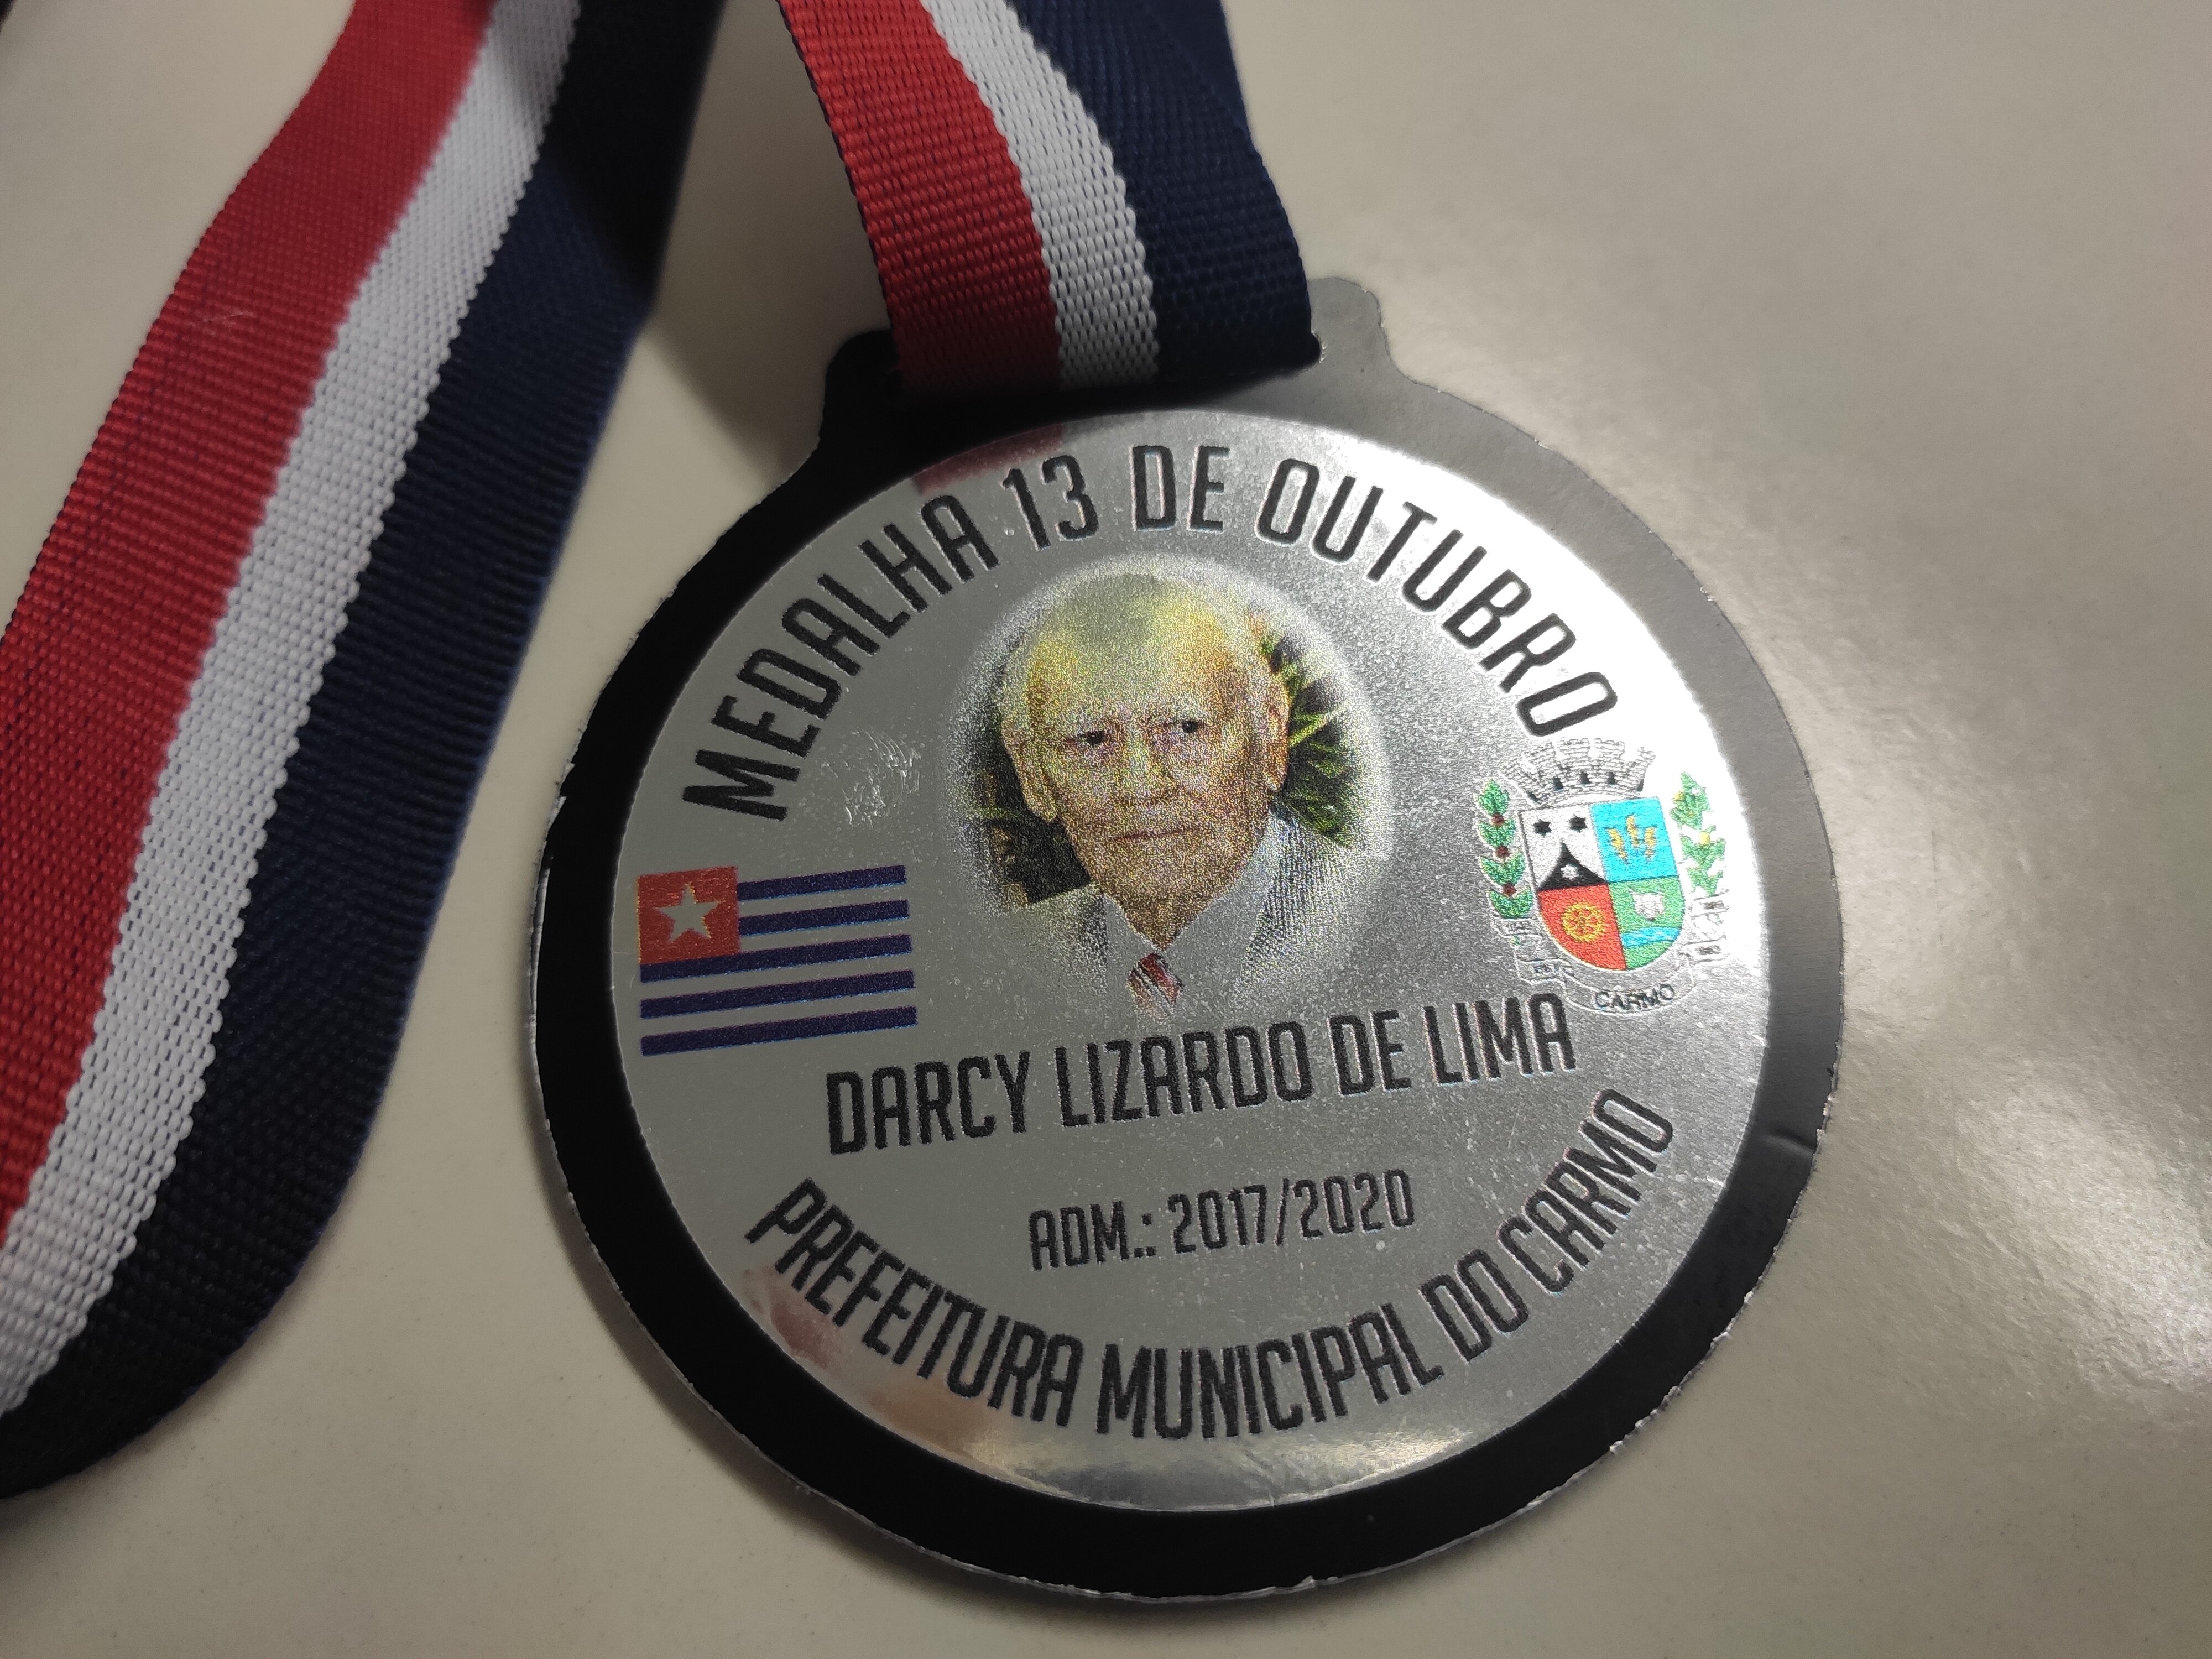 MEDALHA 13 DE OUTUBRO
CARMO
DARCY LIZARDO DE LIMA
ADM.: 2017/2020
PREFEITURA MUNICIPAL DO CARMO